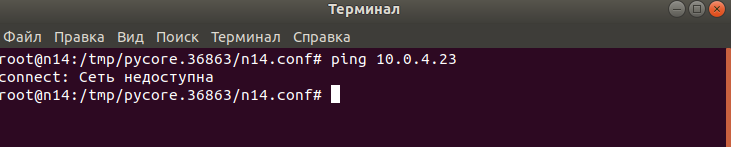 Терминал
Файл Правка Вид Поиск Терминал Справка
root@n14:/tmp/pycore.36863/n14.conf# ping 10.0.4.23
connect: Сеть недоступна
root@n14:/tmp/pycore.36863/n14.conf#